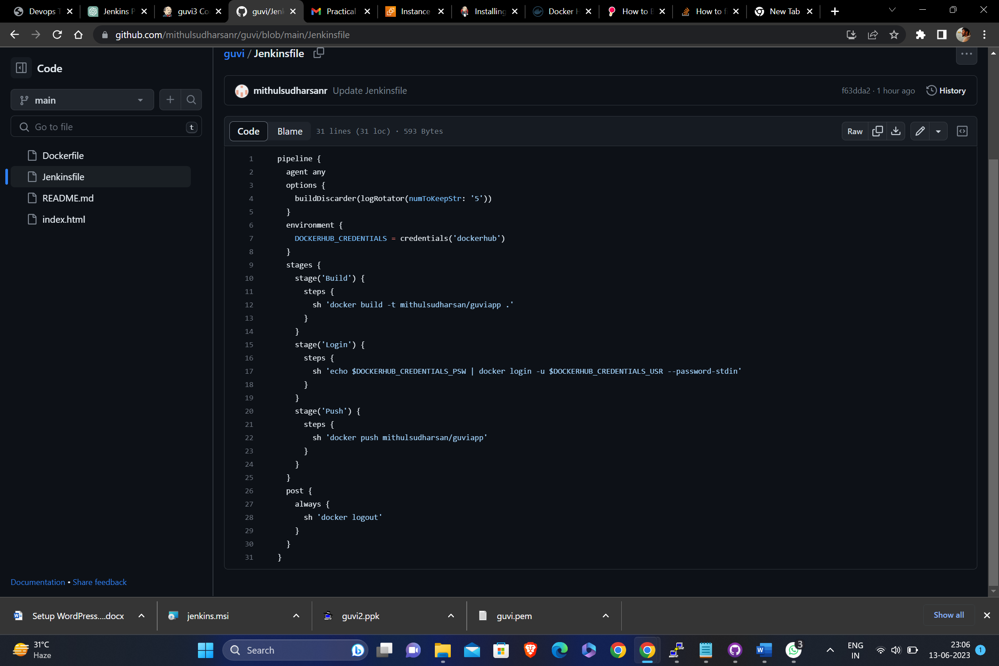 Devops T
Jenkins P
guvi3 Co
guvi/Jenk
Practical
Instance
Installing
Docker H
How to B
How to f
New Tab
github.com/mithulsudharsanr/guvi/blob/main/Jenkinsfile
Code
main
Go to file
t
Dockerfile
Jenkinsfile
README.md
index.html
Documentation • Share feedback
guvi / Jenkinsfile
mithulsudharsanr Update Jenkinsfile
f63dda2 · 1 hour ago
History
Code
Blame
31 lines (31 loc) · 593 Bytes
Raw
1 pipeline {
2 agent any
3 options {
4 buildDiscarder(logRotator(numToKeepStr: '5'))
5 }
6 environment {
7 DOCKERHUB_CREDENTIALS = credentials('dockerhub')
8 }
9 stages {
10 stage('Build') {
11 steps {
12 sh 'docker build -t mithulsudharsan/guviapp .'
13 }
14 }
15 stage('Login') {
16 steps {
17 sh 'echo $DOCKERHUB_CREDENTIALS_PSW | docker login -u $DOCKERHUB_CREDENTIALS_USR --password-stdin'
18 }
19 }
20 stage('Push') {
21 steps {
22 sh 'docker push mithulsudharsan/guviapp'
23 }
24 }
25 }
26 post {
27 always {
28 sh 'docker logout'
29 }
30 }
31 }
Setup WordPress....docx
jenkins.msi
guvi2.ppk
guvi.pem
Show all
31°C
Haze
Search
3
ENG
IN
23:06
13-06-2023
1